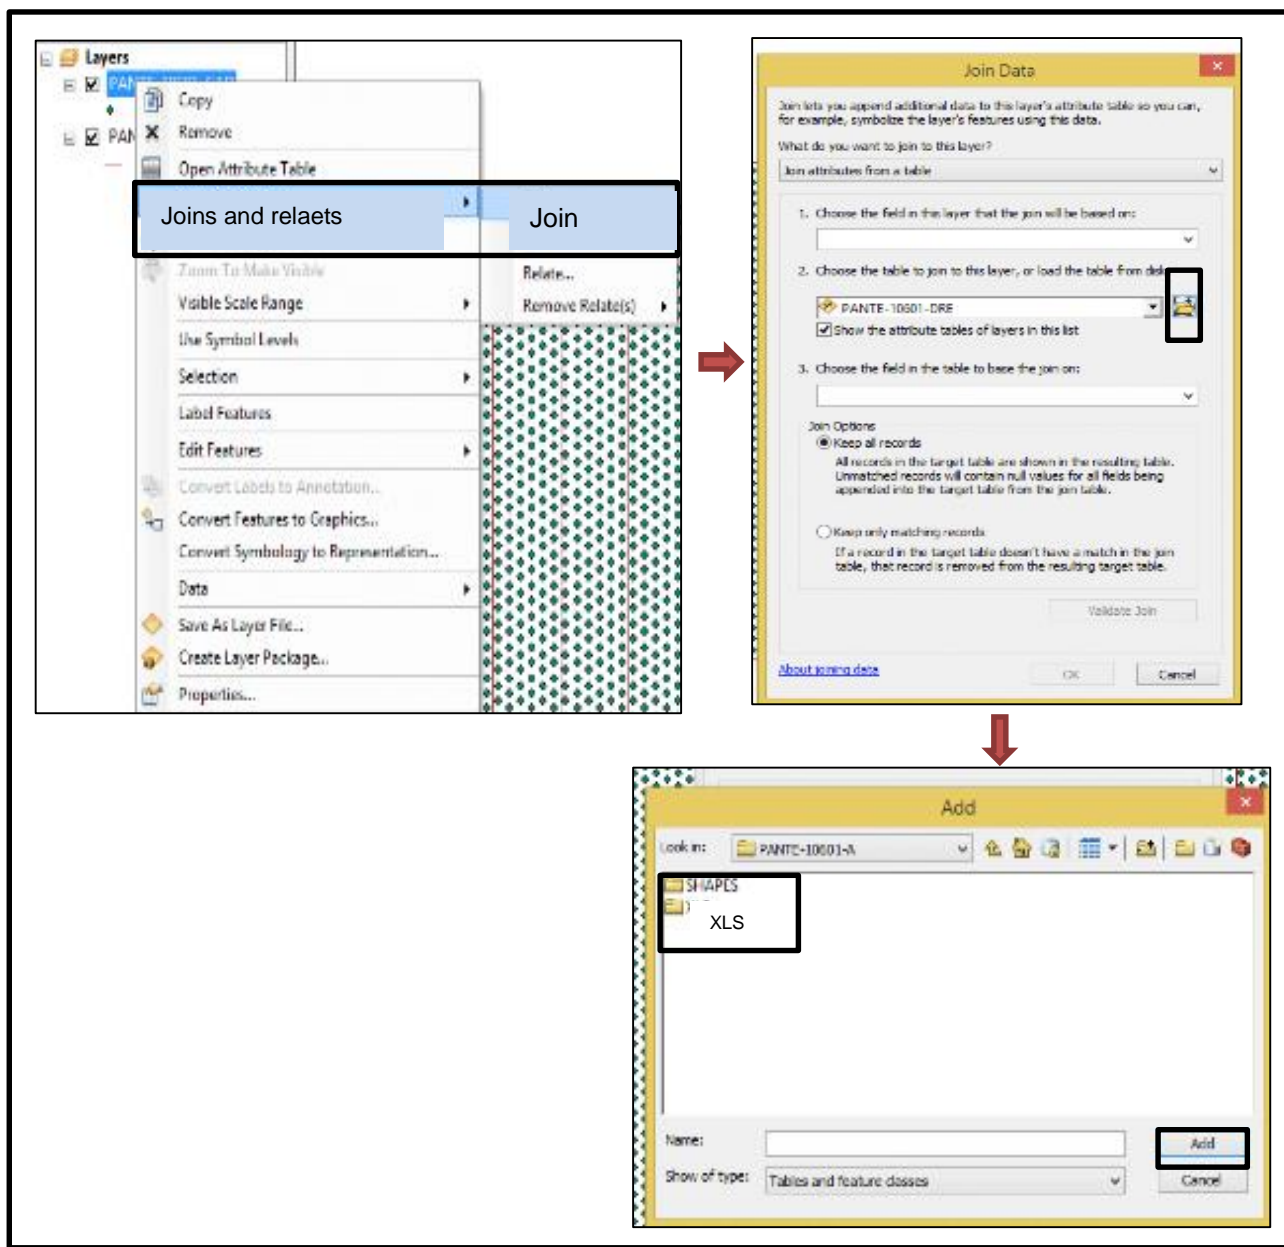 Layers
PAN
Copy
Remove
Open Attribute Table
Joins and relaets
Join
Zoom To Make Visible
Visible Scale Range
Use Symbol Levels
Selection
Label Features
Edit Features
Convert Labels to Annotation...
Convert Features to Graphics...
Convert Symbology to Representation...
Data
Save As Layer File...
Create Layer Package...
Properties...
Relate...
Remove Relate(s)
Join Data
Join lets you append additional data to this layer's attribute table so you can,
for example, symbolize the layer's features using this data.
What do you want to join to this layer?
Join attributes from a table
1. Choose the field in this layer that the join will be based on:
2. Choose the table to join to this layer, or load the table from disk
PANTE-10601-DRE
Show the attribute tables of layers in this list
3. Choose the field in the table to base the join on:
Join Options
Keep all records
All records in the target table are shown in the resulting table.
Unmatched records will contain null values for all fields being
appended into the target table from the join table.
Keep only matching records
If a record in the target table doesn't have a match in the join
table, that record is removed from the resulting target table.
Validate Join
About joining data
OK
Cancel
Add
Look in:
PANTE-10601-A
SHAPES
XLS
Name:
Add
Show of type:
Tables and feature classes
Cancel